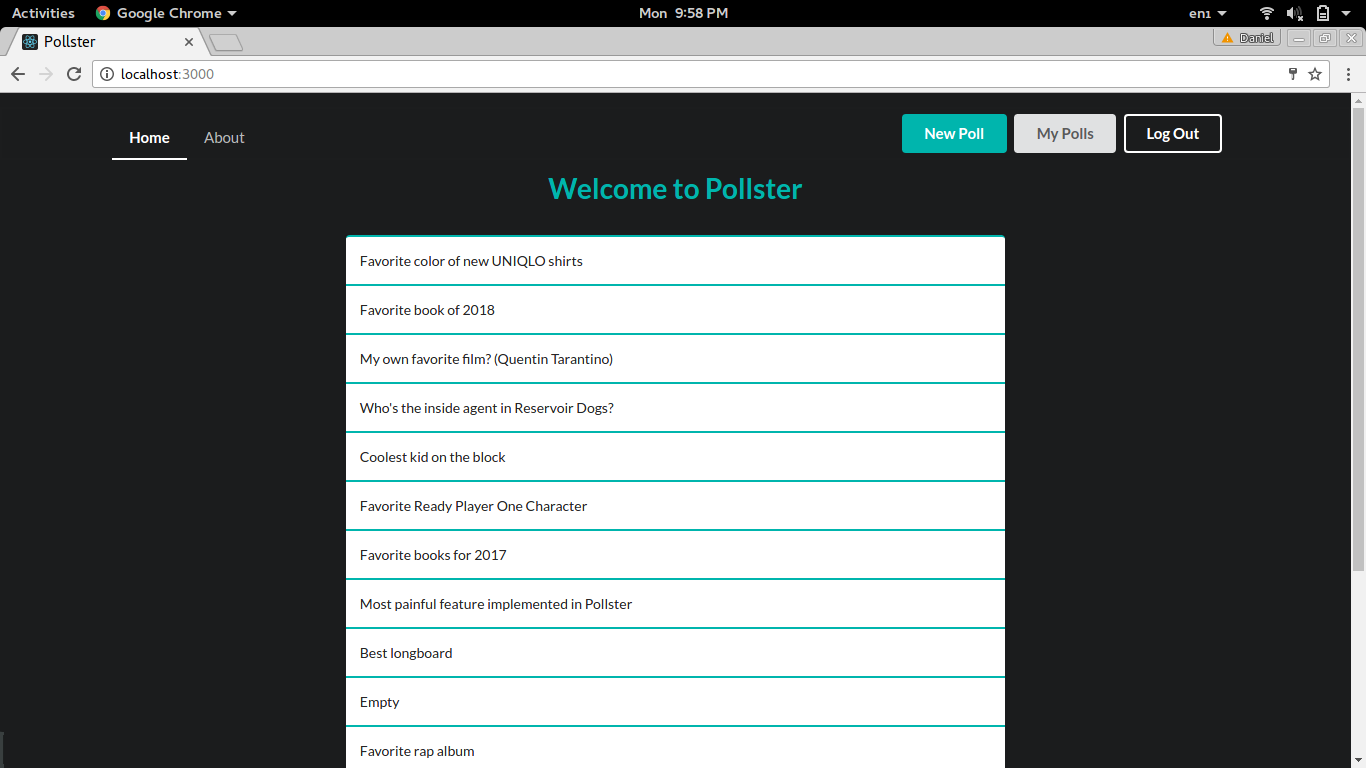 Activities Google Chrome Mon 9:58 PM en1
Pollster Daniel
localhost:3000
Home About New Poll My Polls Log Out
Welcome to Pollster
Favorite color of new UNIQLO shirts
Favorite book of 2018
My own favorite film? (Quentin Tarantino)
Who's the inside agent in Reservoir Dogs?
Coolest kid on the block
Favorite Ready Player One Character
Favorite books for 2017
Most painful feature implemented in Pollster
Best longboard
Empty
Favorite rap album